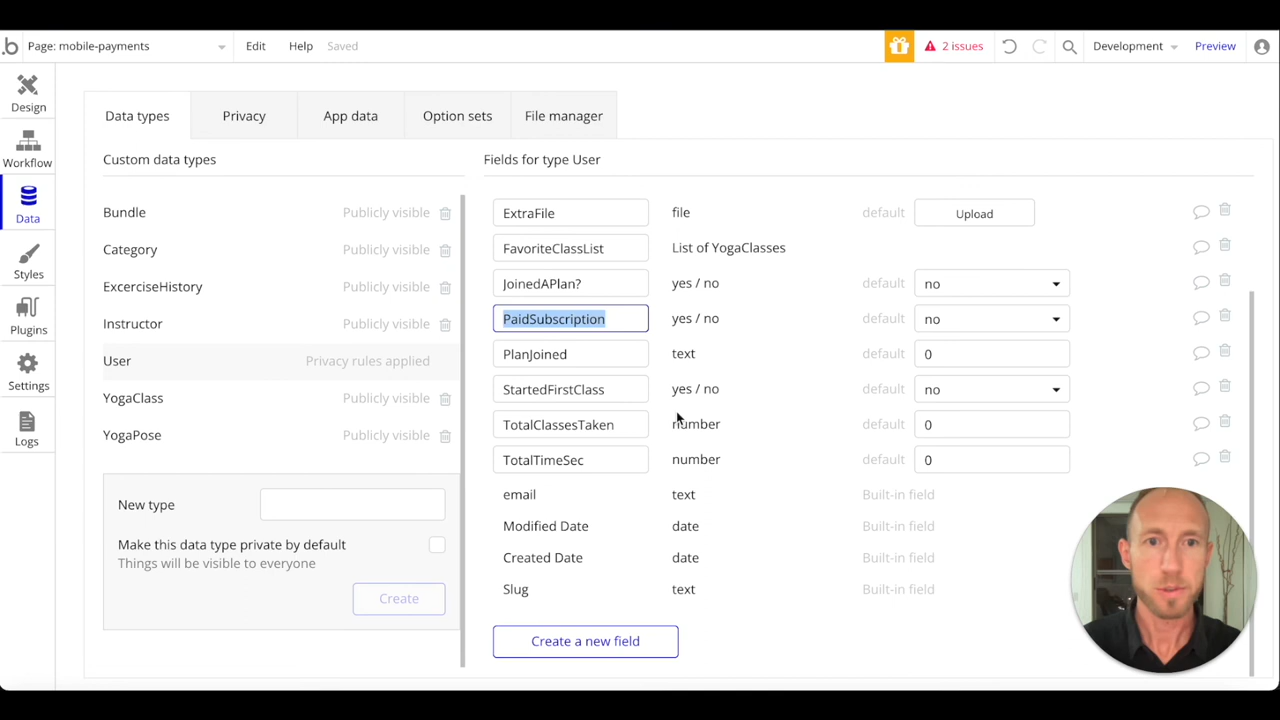 b Page: mobile-payments Edit Help Saved 2 issues Development Preview
Design
Workflow
Data
Styles
Plugins
Settings
Logs
Data types Privacy App data Option sets File manager
Custom data types
Bundle Publicly visible
Category Publicly visible
ExcerciseHistory Publicly visible
Instructor Publicly visible
User Privacy rules applied
YogaClass Publicly visible
YogaPose Publicly visible
New type
Make this data type private by default
Things will be visible to everyone
Create
Fields for type User
ExtraFile file default Upload
FavoriteClassList List of YogaClasses
JoinedAPlan? yes / no default no
PaidSubscription yes / no default no
PlanJoined text default 0
StartedFirstClass yes / no default no
TotalClassesTaken number default 0
TotalTimeSec number default 0
email text Built-in field
Modified Date date Built-in field
Created Date date Built-in field
Slug text Built-in field
Create a new field